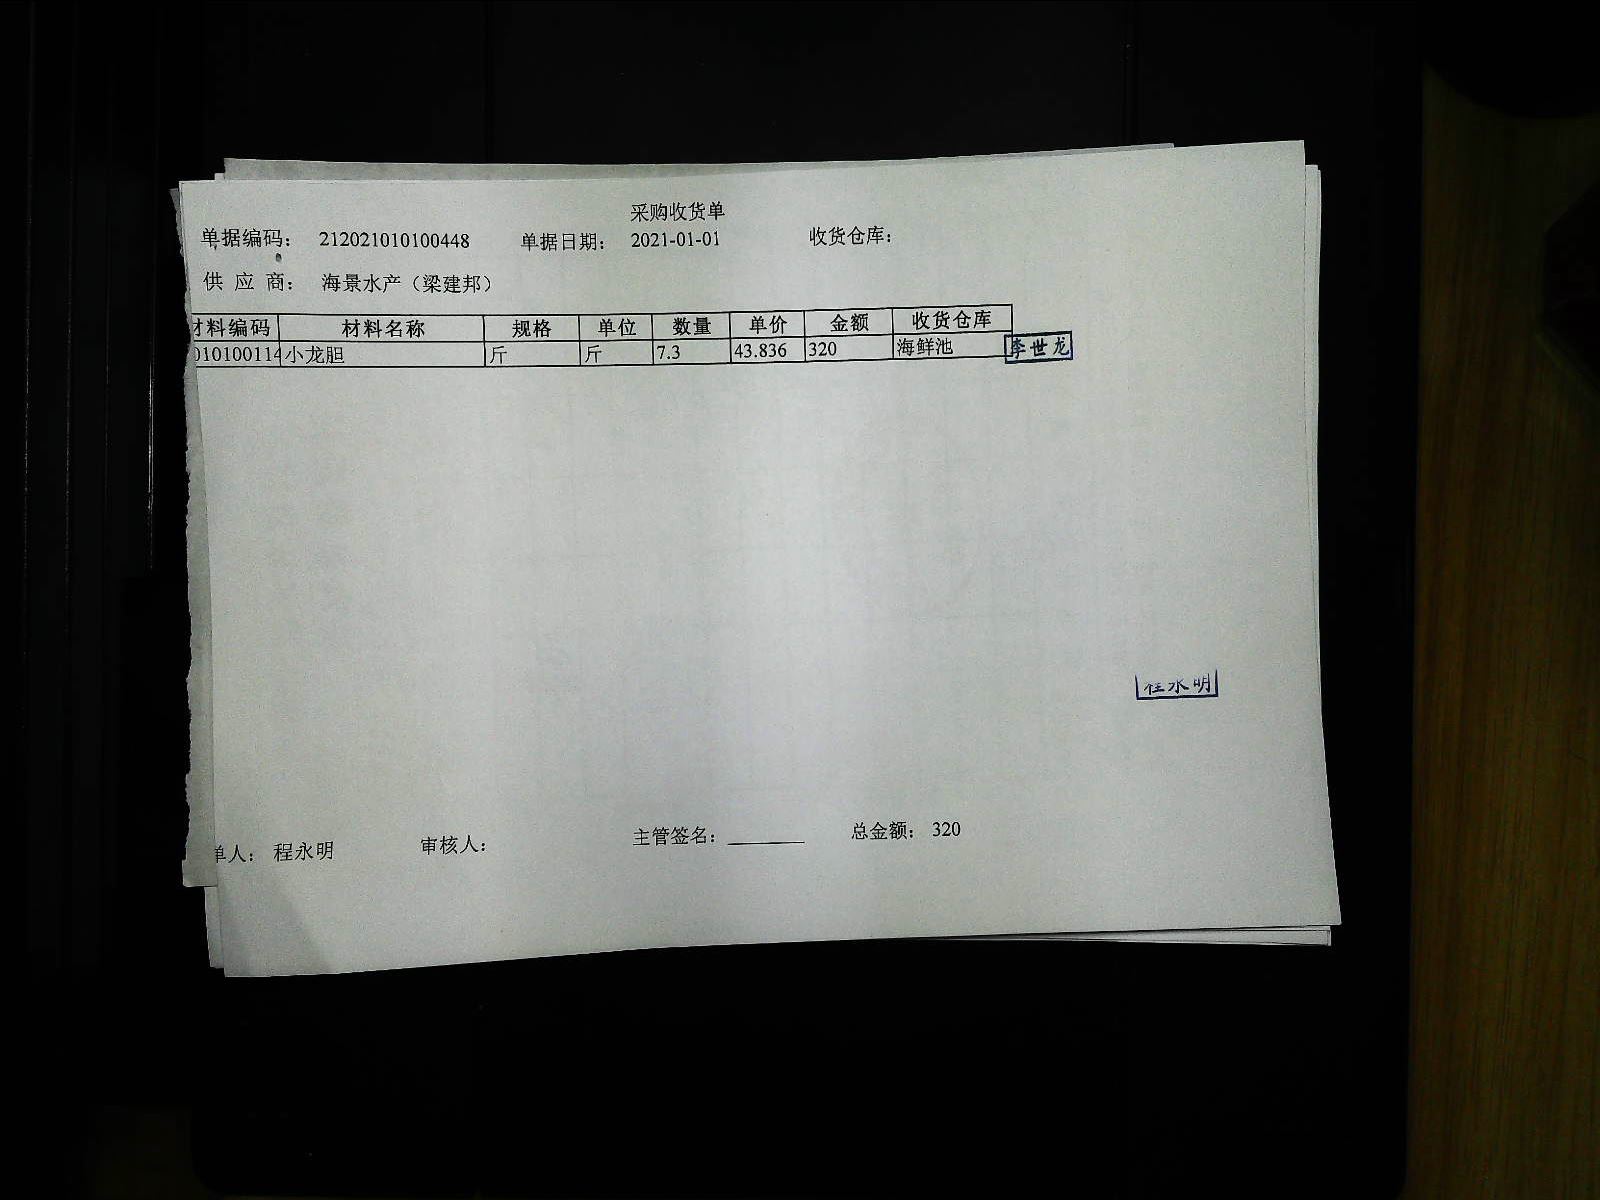 采购收货单
单据编码： 212021010100448 单据日期： 2021-01-01 收货仓库：
供 应 商： 海景水产（梁建邦）
材料编码 材料名称 规格 单位 数量 单价 金额 收货仓库
010100114 小龙胆 斤 斤 7.3 43.836 320 海鲜池 李世龙
程永明
单人： 程永明 审核人： 主管签名： 总金额： 320